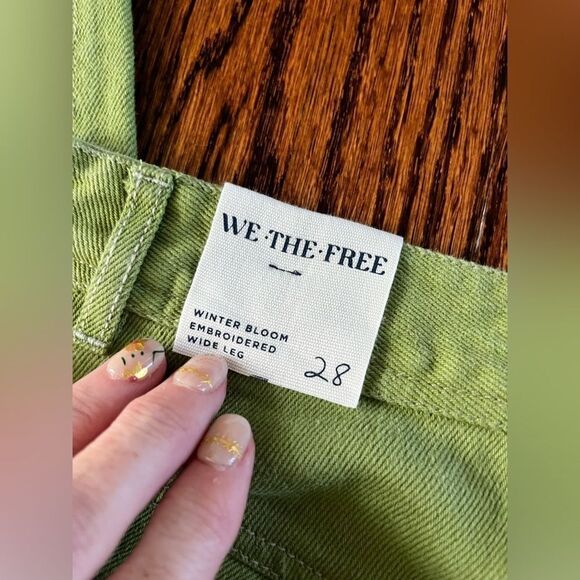 WE·THE·FREE
WINTER BLOOM
EMBROIDERED
WIDE LEG
28